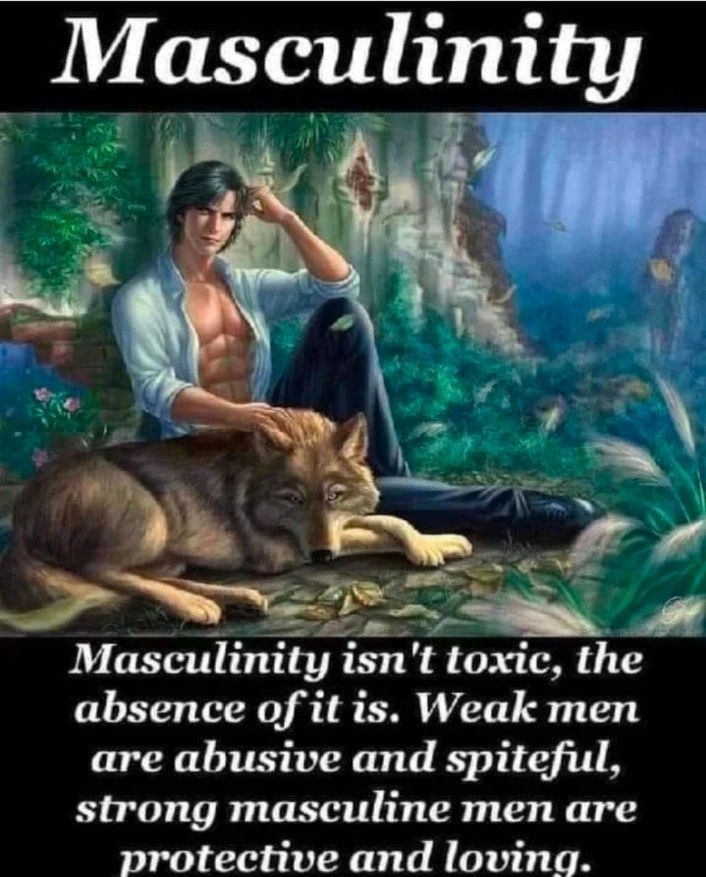 Masculinity
Masculinity isn't toxic, the
absence of it is. Weak men
are abusive and spiteful,
strong masculine men are
protective and loving.